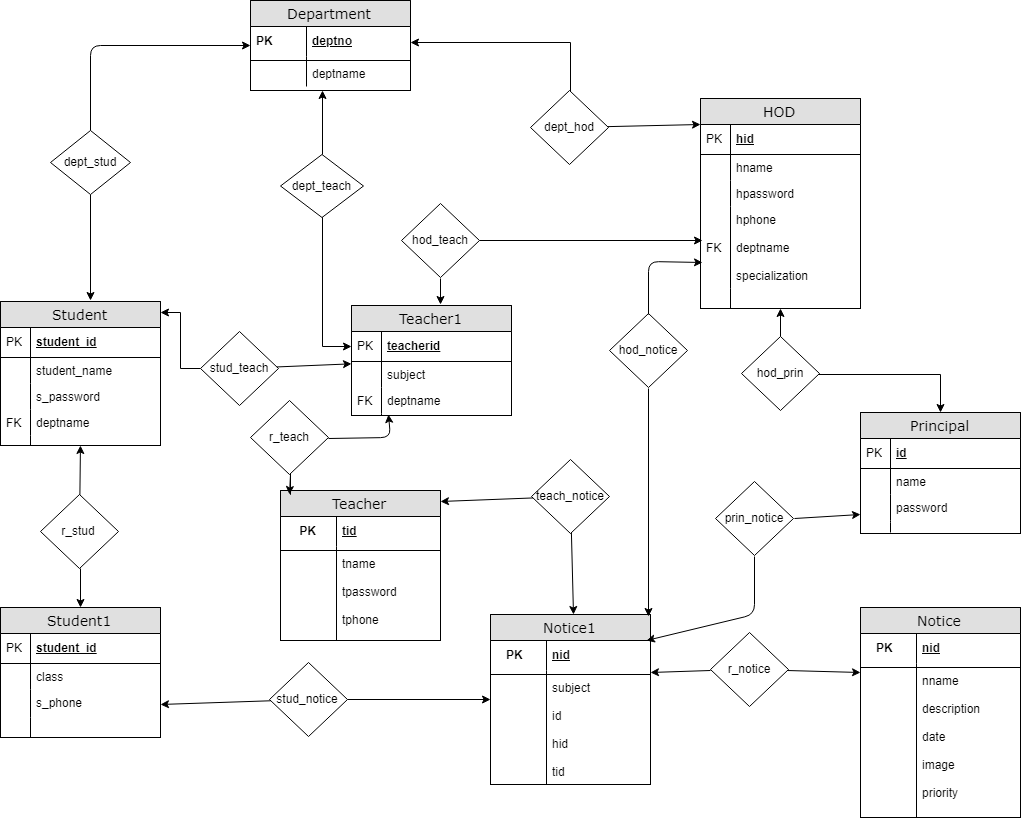 Department
PK deptno
deptname
dept_stud
dept_teach
dept_hod
HOD
PK hid
hname
hpassword
hphone
FK deptname
specialization
hod_teach
Student
PK student_id
student_name
s_password
FK deptname
stud_teach
Teacher1
PK teacherid
subject
FK deptname
hod_notice
hod_prin
Principal
PK id
name
password
r_teach
Teacher
PK tid
tname
tpassword
tphone
teach_notice
prin_notice
r_stud
Student1
PK student_id
class
s_phone
stud_notice
Notice1
PK nid
subject
id
hid
tid
r_notice
Notice
PK nid
nname
description
date
image
priority